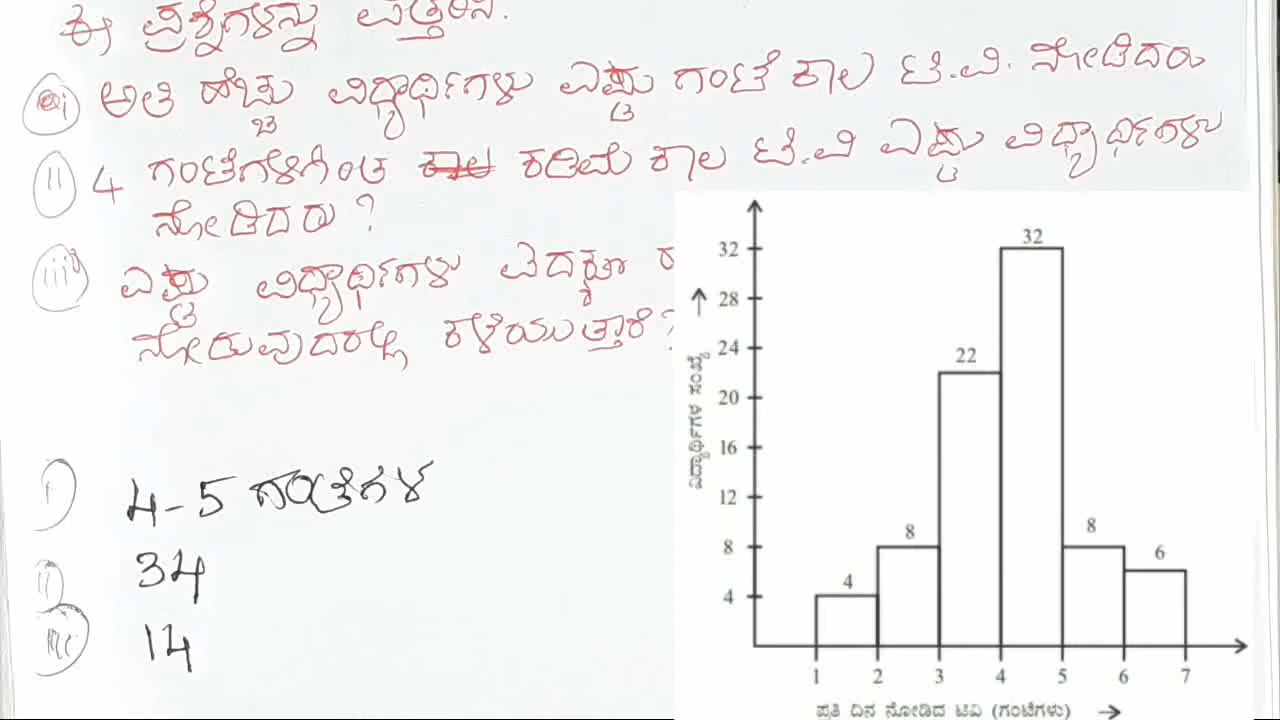 ಈ ಪ್ರಶ್ನೆಗಳನ್ನು ಉತ್ತರಿಸಿ.
i ಅತಿ ಹೆಚ್ಚು ವಿದ್ಯಾರ್ಥಿಗಳು ಎಷ್ಟು ಗಂಟೆ ಕಾಲ ಟಿ.ವಿ. ನೋಡಿದರು
ii 4 ಗಂಟೆಗಳಿಗಿಂತ ಕಡಿಮೆ ಕಾಲ ಟಿ.ವಿ ಎಷ್ಟು ವಿದ್ಯಾರ್ಥಿಗಳು
ನೋಡಿದರು ?
iii ಎಷ್ಟು ವಿದ್ಯಾರ್ಥಿಗಳು
ನೋಡುವುದರಲ್ಲಿ ಕಳೆಯುತ್ತಾರೆ ?
i 4-5 ಗಂಟೆಗಳ
ii 34
iii 14
ವಿದ್ಯಾರ್ಥಿಗಳ ಸಂಖ್ಯೆ
32
28
24
20
16
12
8
4
4
8
22
32
8
6
1 2 3 4 5 6 7
ಪ್ರತಿ ದಿನ ನೋಡಿದ ಟಿವಿ (ಗಂಟೆಗಳು)